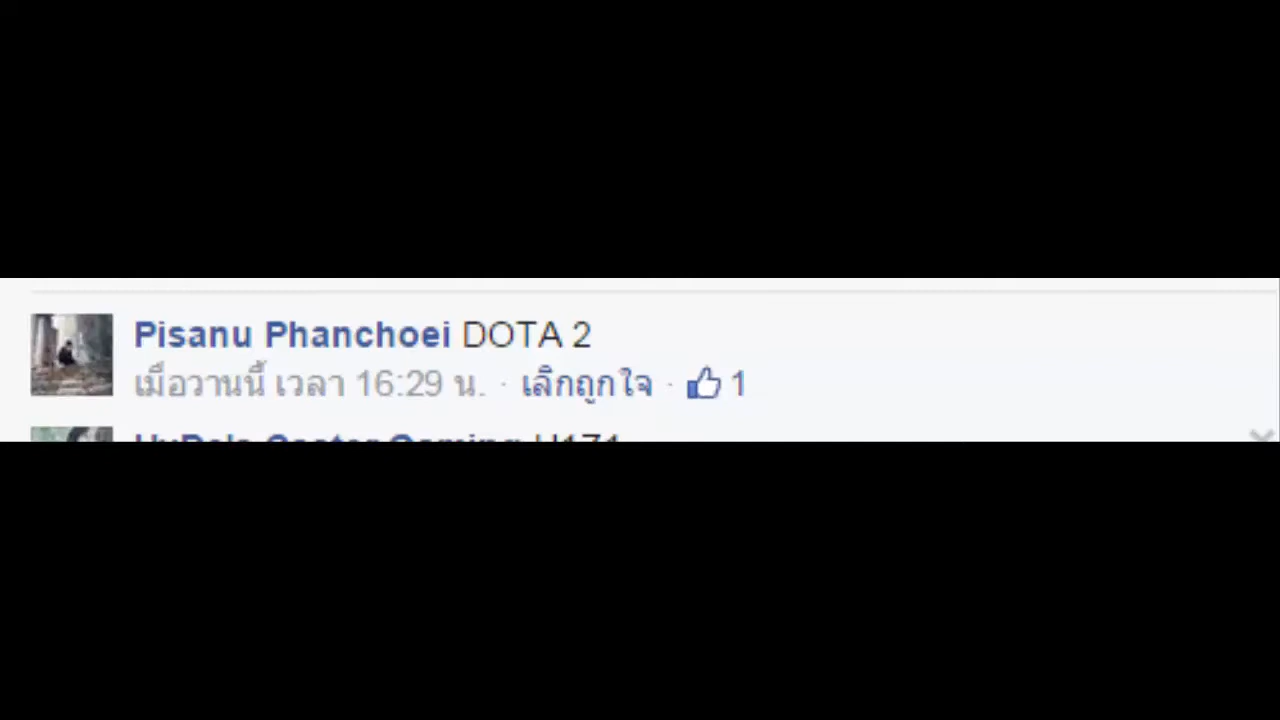 Pisanu Phanchoei DOTA 2
เมื่อวานนี้ เวลา 16:29 น. · เลิกถูกใจ · 1